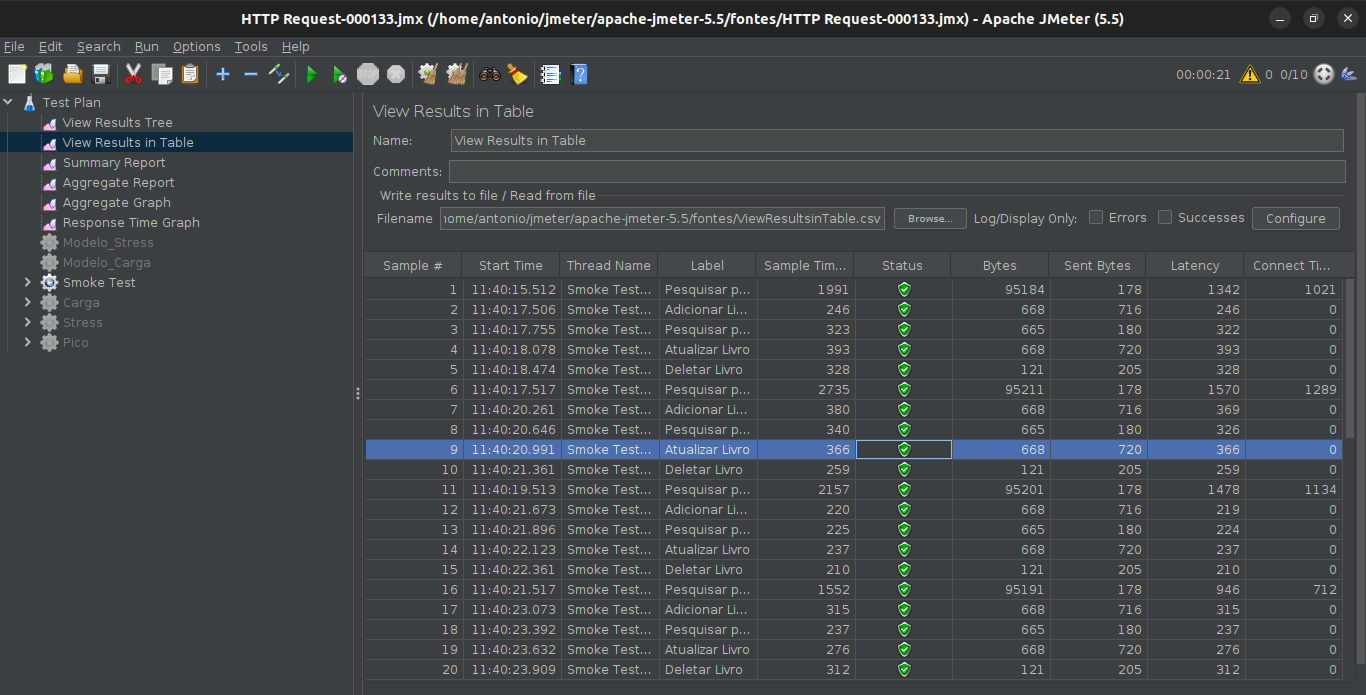 HTTP Request-000133.jmx (/home/antonio/jmeter/apache-jmeter-5.5/fontes/HTTP Request-000133.jmx) - Apache JMeter (5.5)
File Edit Search Run Options Tools Help
00:00:21 0 0/10
Test Plan
View Results Tree
View Results in Table
Summary Report
Aggregate Report
Aggregate Graph
Response Time Graph
Modelo_Stress
Modelo_Carga
Smoke Test
Carga
Stress
Pico
View Results in Table
Name: View Results in Table
Comments:
Write results to file / Read from file
Filename ıome/antonio/jmeter/apache-jmeter-5.5/fontes/ViewResultsinTable.csv Browse... Log/Display Only: Errors Successes Configure
Sample # Start Time Thread Name Label Sample Tim... Status Bytes Sent Bytes Latency Connect Ti...
1 11:40:15.512 Smoke Test... Pesquisar p... 1991 95184 178 1342 1021
2 11:40:17.506 Smoke Test... Adicionar Li... 246 668 716 246 0
3 11:40:17.755 Smoke Test... Pesquisar p... 323 665 180 322 0
4 11:40:18.078 Smoke Test... Atualizar Livro 393 668 720 393 0
5 11:40:18.474 Smoke Test... Deletar Livro 328 121 205 328 0
6 11:40:17.517 Smoke Test... Pesquisar p... 2735 95211 178 1570 1289
7 11:40:20.261 Smoke Test... Adicionar Li... 380 668 716 369 0
8 11:40:20.646 Smoke Test... Pesquisar p... 340 665 180 326 0
9 11:40:20.991 Smoke Test... Atualizar Livro 366 668 720 366 0
10 11:40:21.361 Smoke Test... Deletar Livro 259 121 205 259 0
11 11:40:19.513 Smoke Test... Pesquisar p... 2157 95201 178 1478 1134
12 11:40:21.673 Smoke Test... Adicionar Li... 220 668 716 219 0
13 11:40:21.896 Smoke Test... Pesquisar p... 225 665 180 224 0
14 11:40:22.123 Smoke Test... Atualizar Livro 237 668 720 237 0
15 11:40:22.361 Smoke Test... Deletar Livro 210 121 205 210 0
16 11:40:21.517 Smoke Test... Pesquisar p... 1552 95191 178 946 712
17 11:40:23.073 Smoke Test... Adicionar Li... 315 668 716 315 0
18 11:40:23.392 Smoke Test... Pesquisar p... 237 665 180 237 0
19 11:40:23.632 Smoke Test... Atualizar Livro 276 668 720 276 0
20 11:40:23.909 Smoke Test... Deletar Livro 312 121 205 312 0